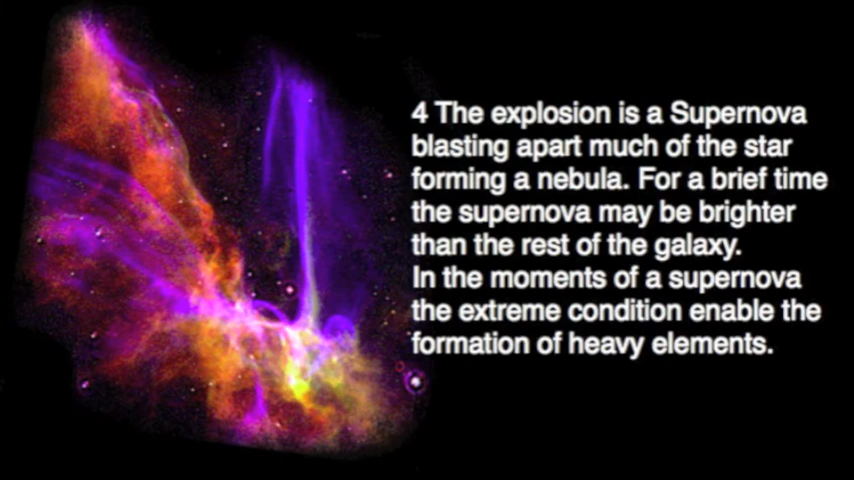 4 The explosion is a Supernova
blasting apart much of the star
forming a nebula. For a brief time
the supernova may be brighter
than the rest of the galaxy.
In the moments of a supernova
the extreme condition enable the
formation of heavy elements.